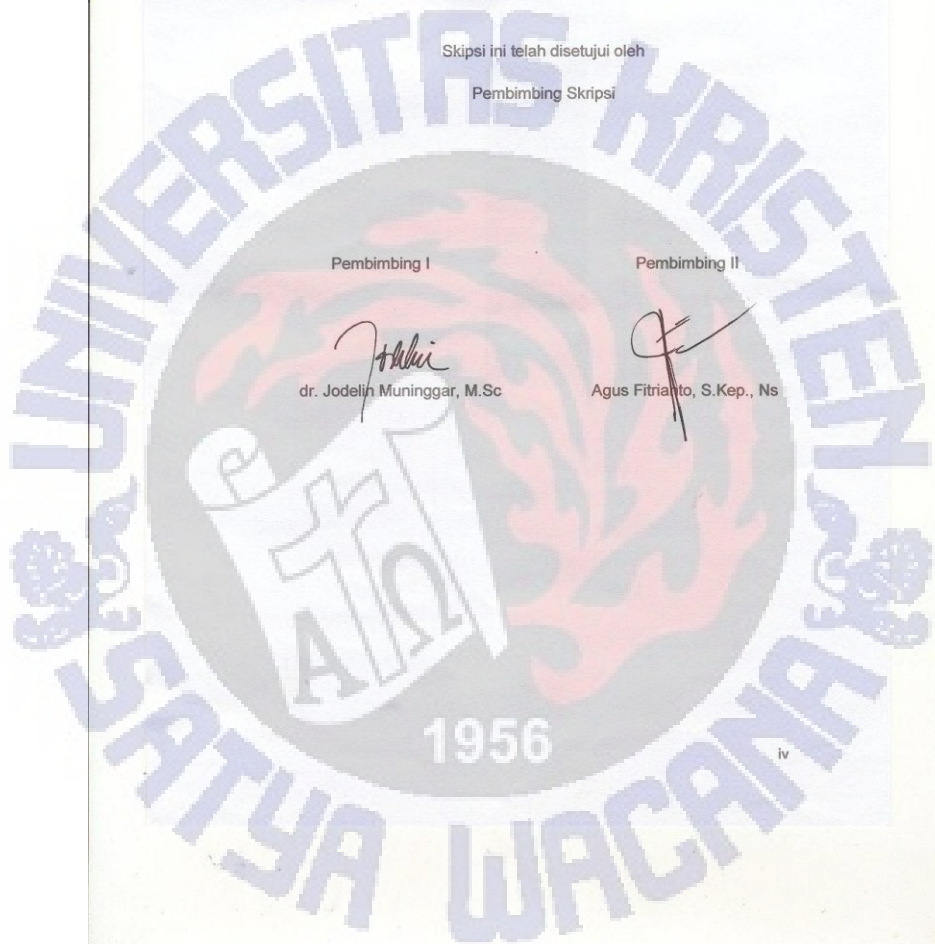 Skipsi ini telah disetujui oleh
Pembimbing Skripsi
Pembimbing I
Pembimbing II
Jodelin
dr. Jodelin Muninggar, M.Sc
Agus Fitrianto, S.Kep., Ns
UNIVERSITAS KRISTEN
SATYA WACANA
Α Ω
1956
iv